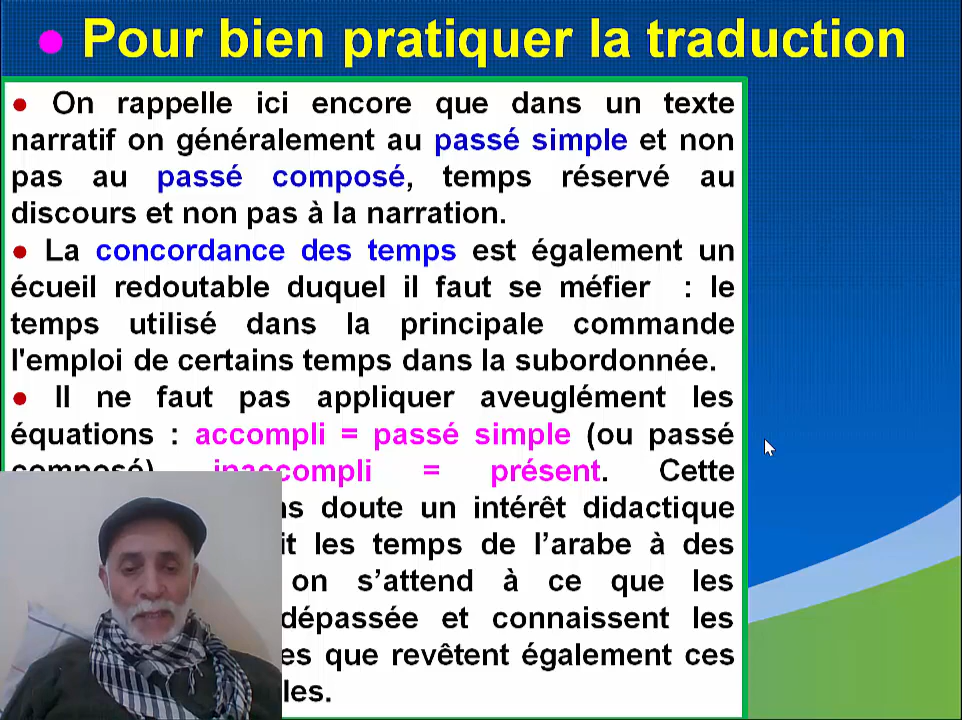 ● Pour bien pratiquer la traduction
● On rappelle ici encore que dans un texte
narratif on généralement au passé simple et non
pas au passé composé, temps réservé au
discours et non pas à la narration.
● La concordance des temps est également un
écueil redoutable duquel il faut se méfier : le
temps utilisé dans la principale commande
l'emploi de certains temps dans la subordonnée.
● Il ne faut pas appliquer aveuglément les
équations : accompli = passé simple (ou passé
composé), inaccompli = présent. Cette
doute un intérêt didactique
les temps de l’arabe à des
on s’attend à ce que les
dépassée et connaissent les
que revêtent également ces